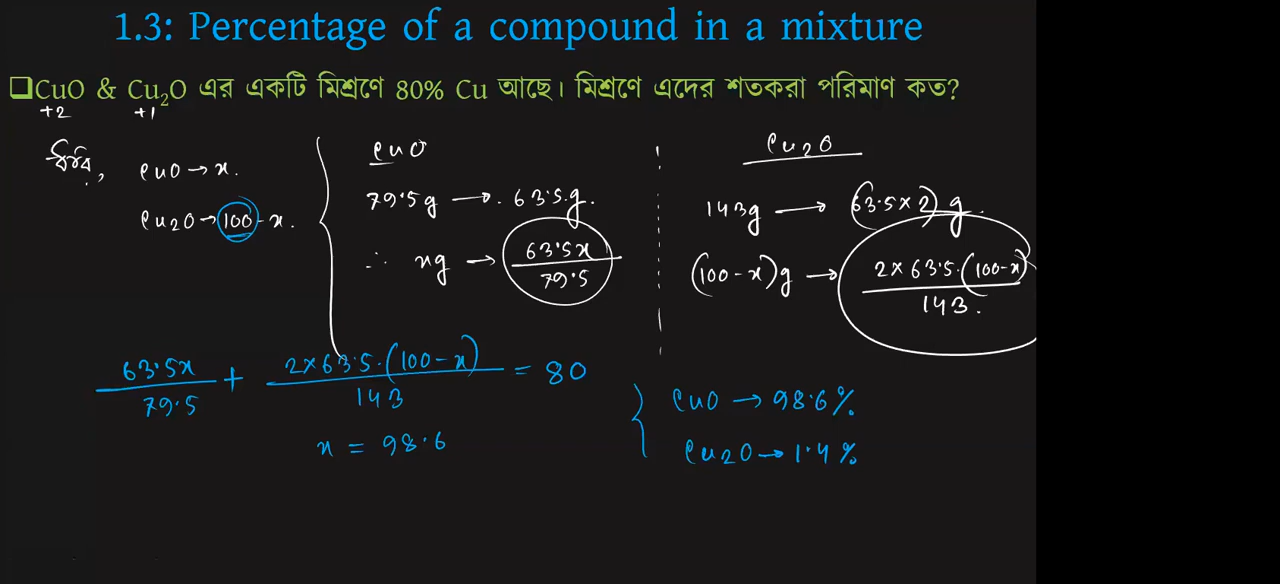 1.3: Percentage of a compound in a mixture
❑CuO & Cu₂O এর একটি মিশ্রণে 80% Cu আছে। মিশ্রণে এদের শতকরা পরিমাণ কত?
+2 +1
ধরি,
CuO → x.
Cu2O → 100 - x.
CuO
79.5g → 63.5g.
∴ xg → 63.5x / 79.5
Cu2O
143g → (63.5×2) g.
(100-x)g → 2×63.5.(100-x) / 143.
63.5x / 79.5 + 2×63.5.(100-x) / 143 = 80
x = 98.6
CuO → 98.6%
Cu2O → 1.4%